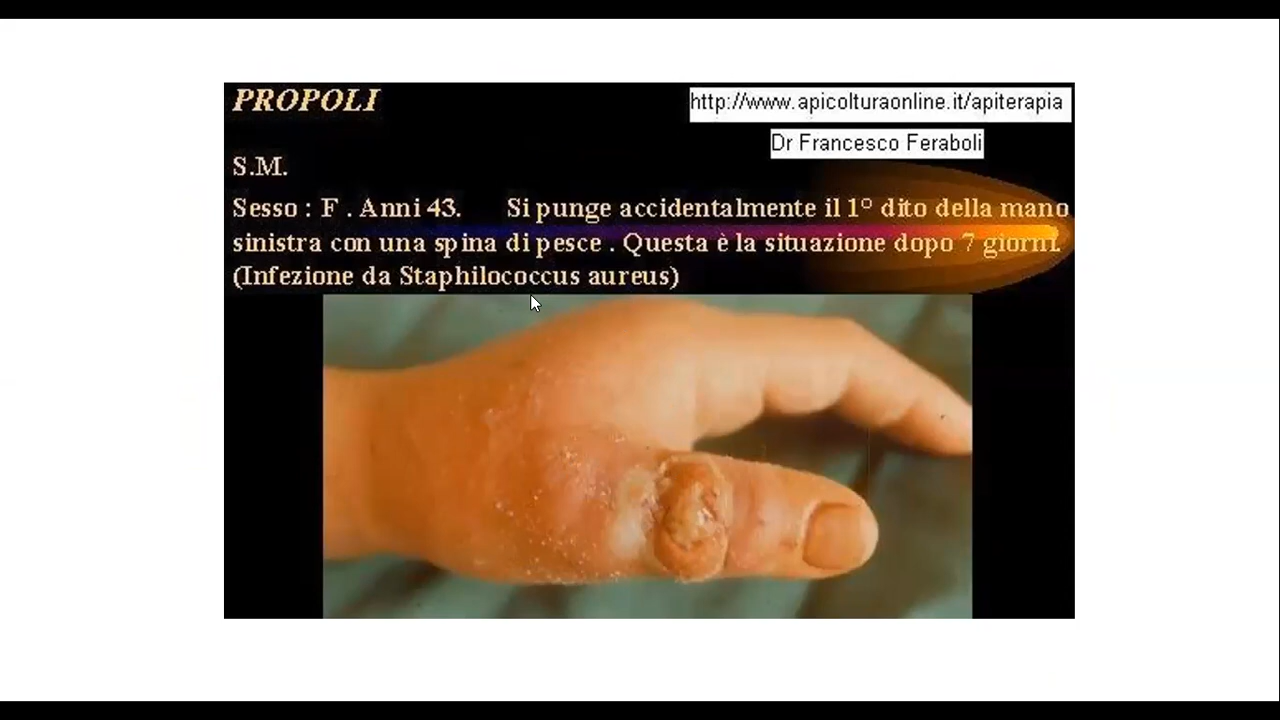 PROPOLI
http://www.apicolturaonline.it/apiterapia
Dr Francesco Feraboli
S.M.
Sesso : F . Anni 43. Si punge accidentalmente il 1° dito della mano
sinistra con una spina di pesce . Questa è la situazione dopo 7 giorni.
(Infezione da Staphilococcus aureus)